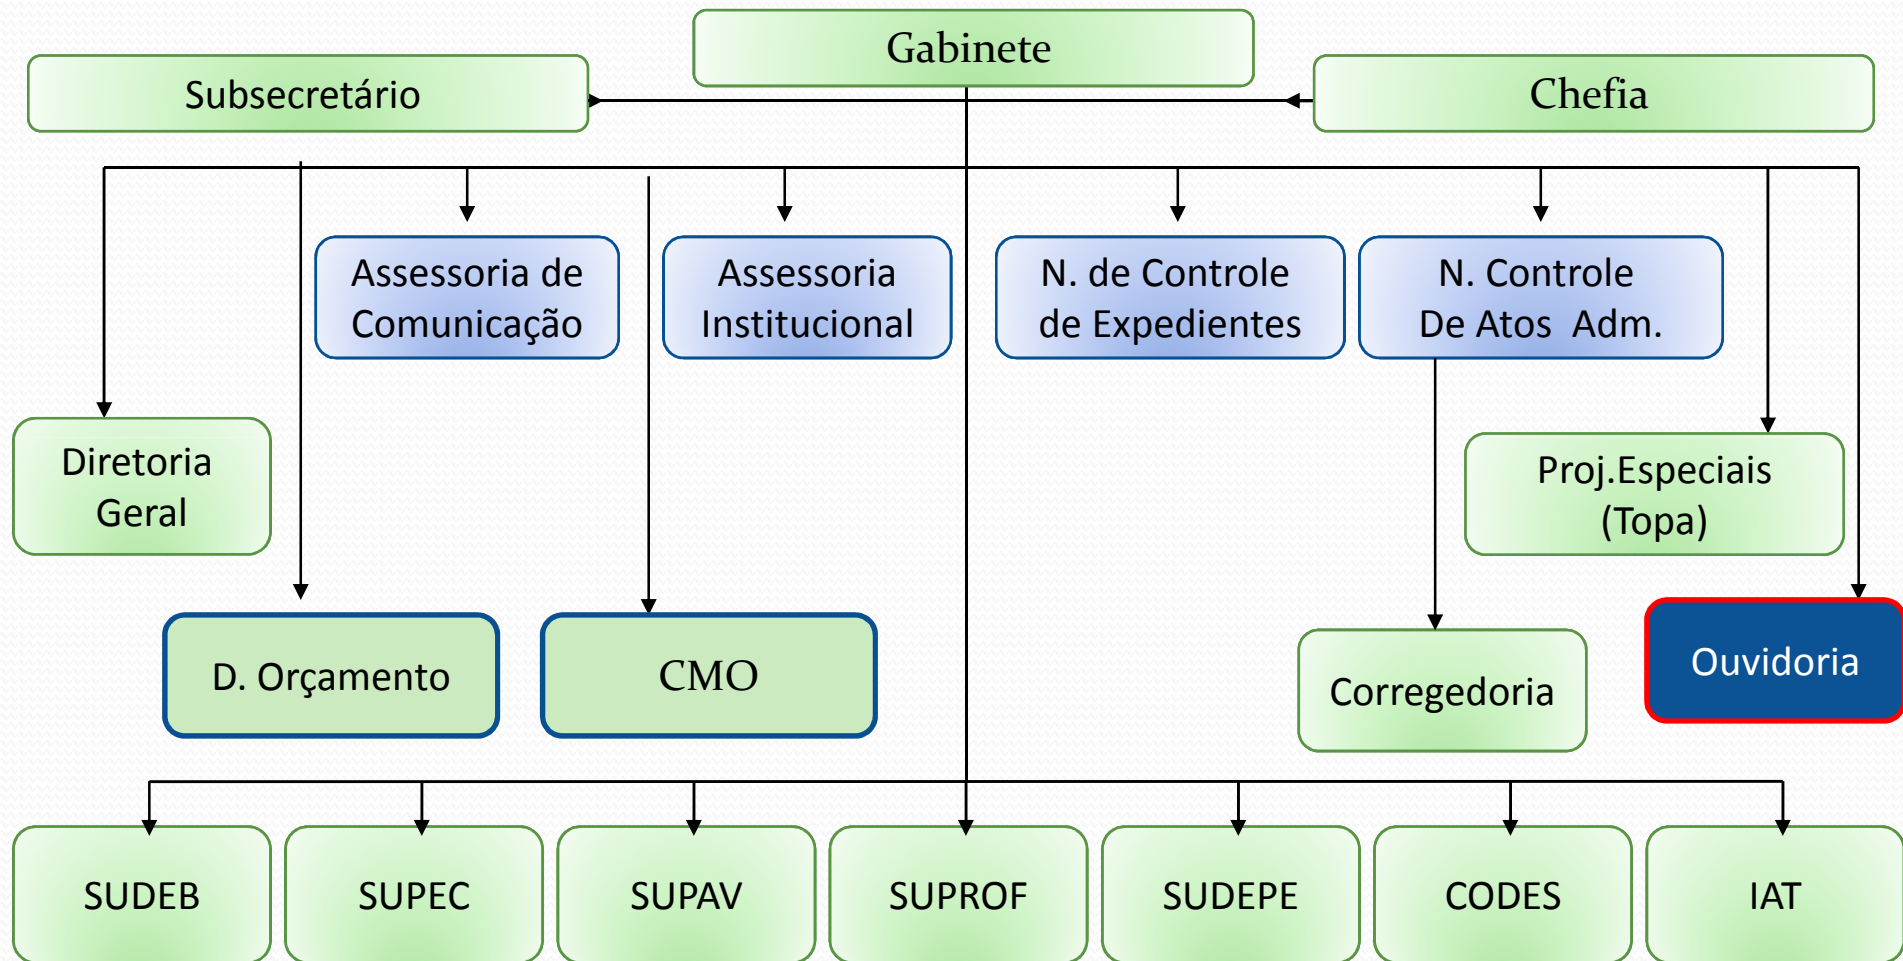 Gabinete
Subsecretário
Chefia
Assessoria de
Comunicação
Assessoria
Institucional
N. de Controle
de Expedientes
N. Controle
De Atos Adm.
Diretoria
Geral
Proj.Especiais
(Topa)
D. Orçamento
CMO
Corregedoria
Ouvidoria
SUDEB
SUPEC
SUPAV
SUPROF
SUDEPE
CODES
IAT